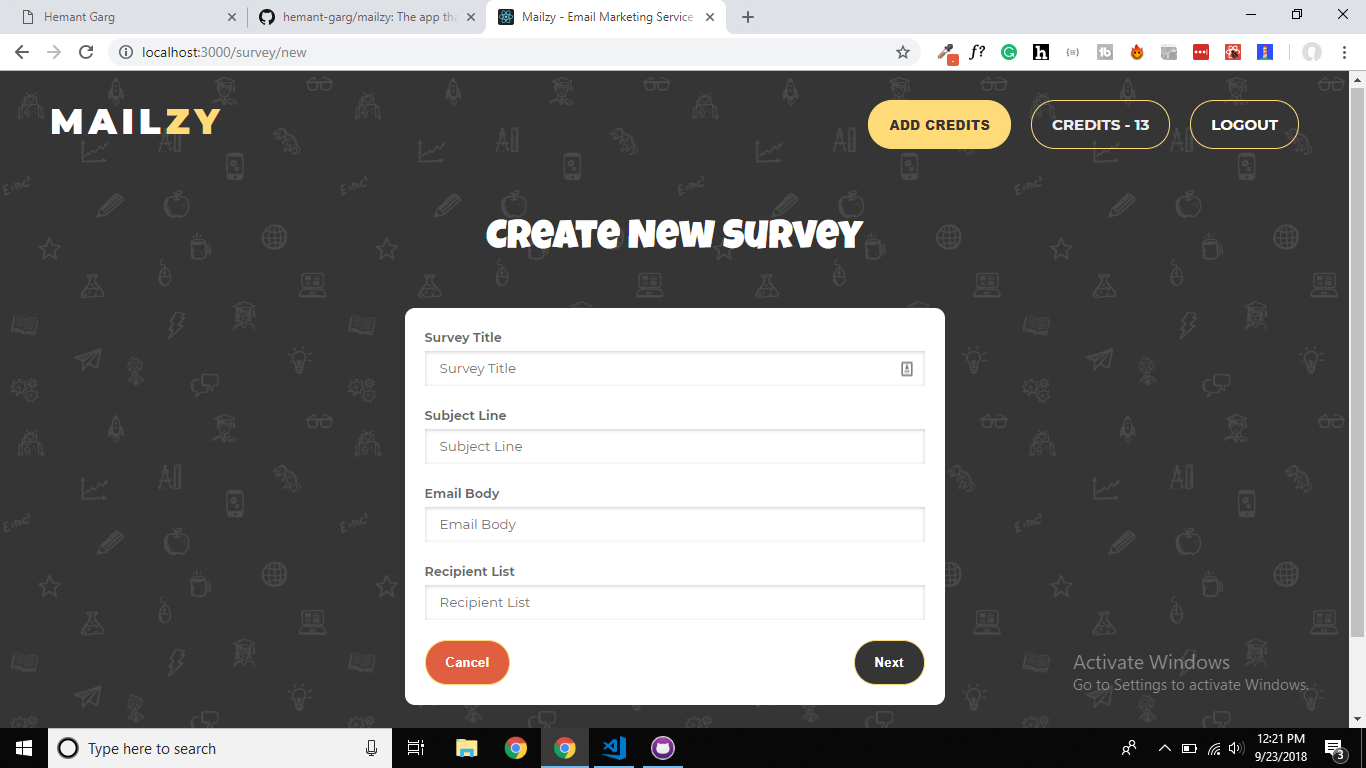 Hemant Garg
hemant-garg/mailzy: The app tha
Mailzy - Email Marketing Service
localhost:3000/survey/new
f?
h
MAILZY
ADD CREDITS
CREDITS - 13
LOGOUT
Create New Survey
Survey Title
Survey Title
Subject Line
Subject Line
Email Body
Email Body
Recipient List
Recipient List
Cancel
Next
Activate Windows
Go to Settings to activate Windows.
Type here to search
12:21 PM
9/23/2018
3